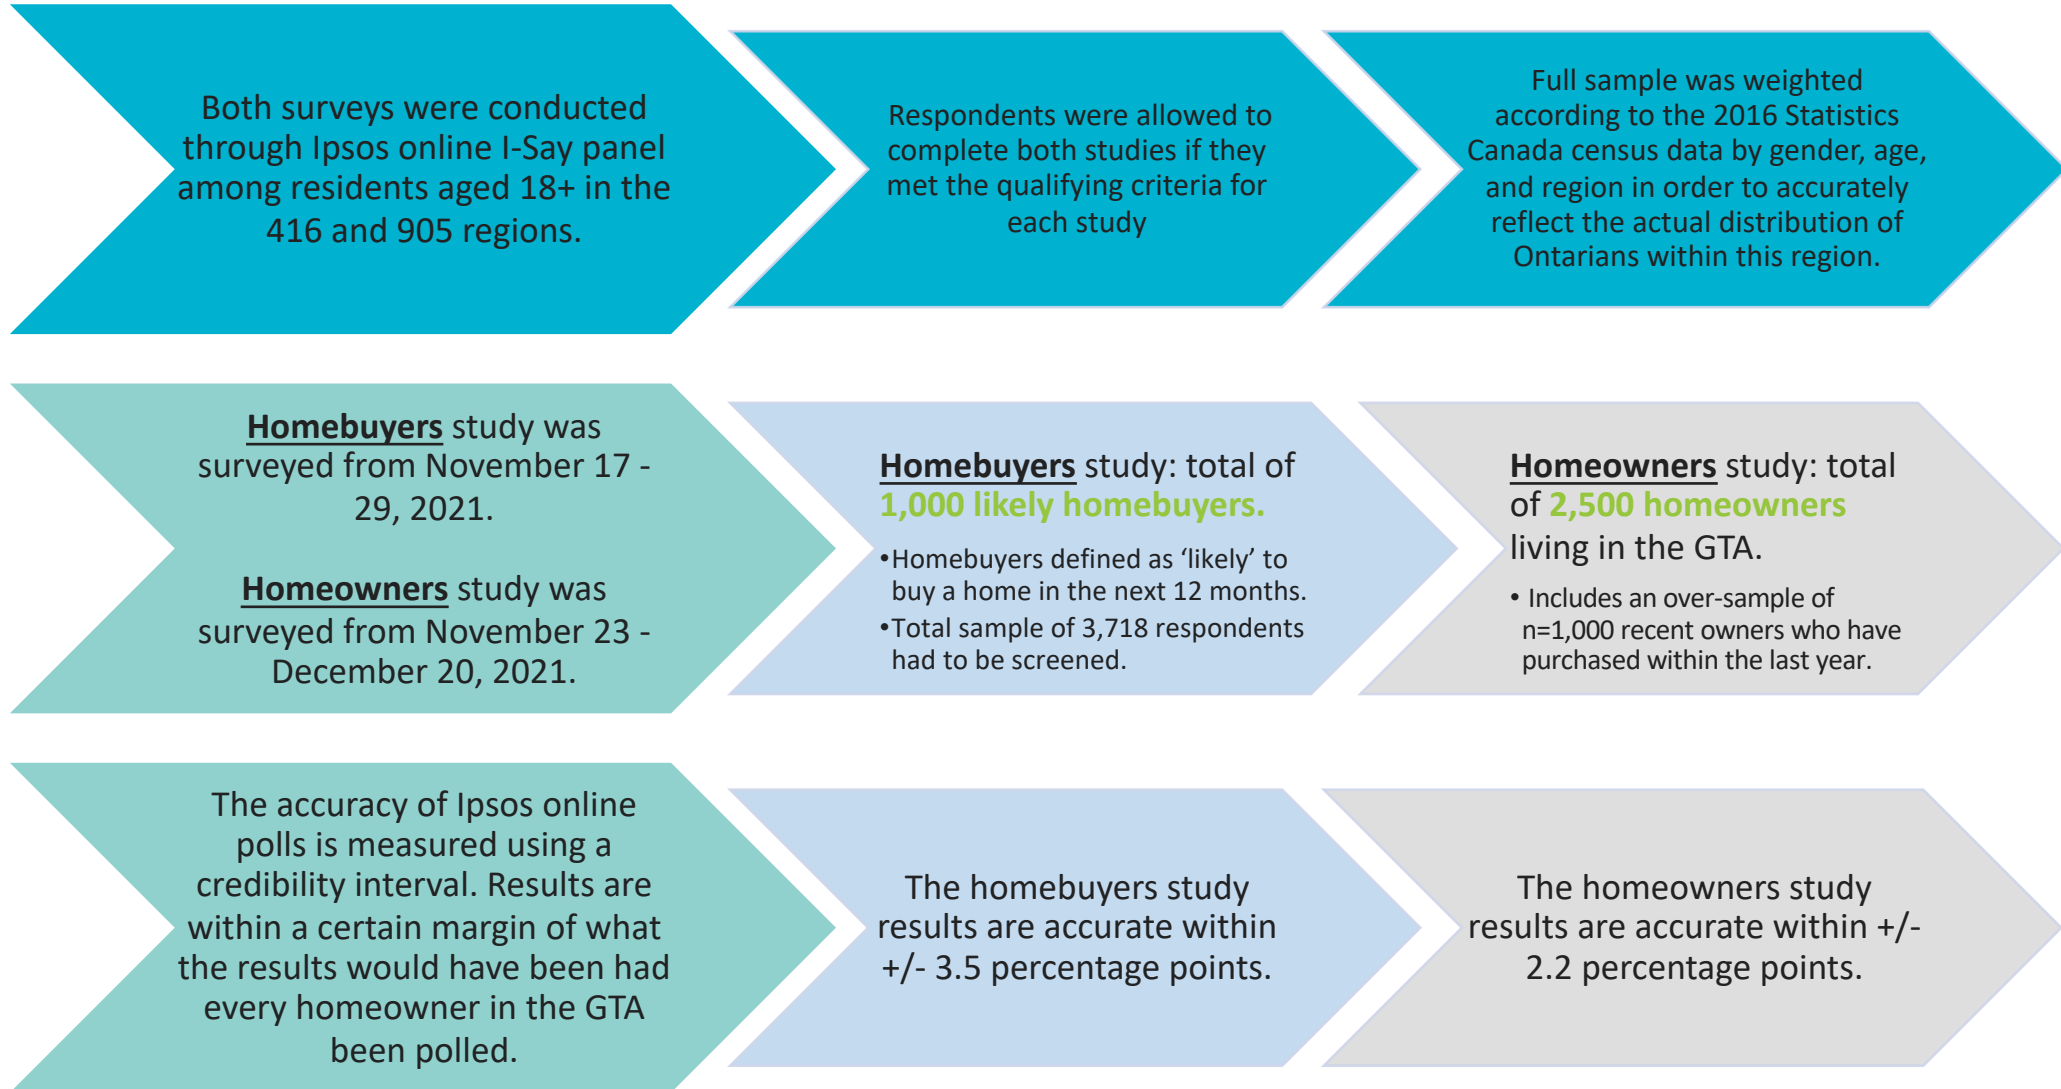 Both surveys were conducted
through Ipsos online I-Say panel
among residents aged 18+ in the
416 and 905 regions.
Respondents were allowed to
complete both studies if they
met the qualifying criteria for
each study
Full sample was weighted
according to the 2016 Statistics
Canada census data by gender, age,
and region in order to accurately
reflect the actual distribution of
Ontarians within this region.
Homebuyers study was
surveyed from November 17 -
29, 2021.
Homeowners study was
surveyed from November 23 -
December 20, 2021.
Homebuyers study: total of
1,000 likely homebuyers.
•Homebuyers defined as ‘likely’ to
buy a home in the next 12 months.
•Total sample of 3,718 respondents
had to be screened.
Homeowners study: total
of 2,500 homeowners
living in the GTA.
• Includes an over-sample of
n=1,000 recent owners who have
purchased within the last year.
The accuracy of Ipsos online
polls is measured using a
credibility interval. Results are
within a certain margin of what
the results would have been had
every homeowner in the GTA
been polled.
The homebuyers study
results are accurate within
+/- 3.5 percentage points.
The homeowners study
results are accurate within +/-
2.2 percentage points.